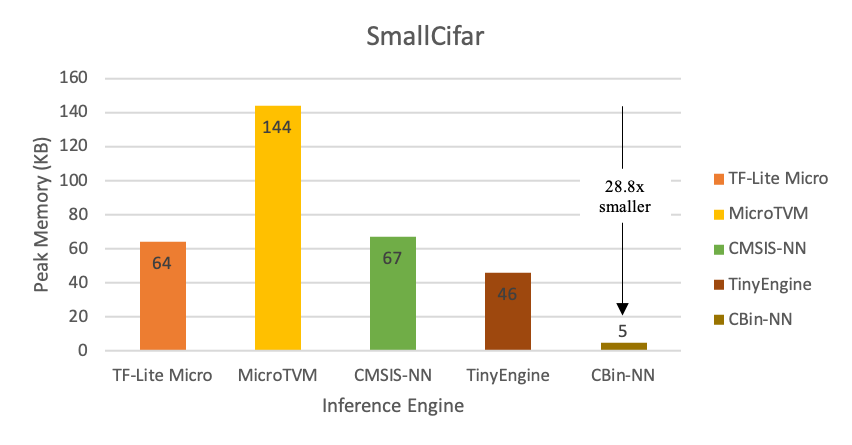 SmallCifar
Peak Memory (KB)
160
140
120
100
80
60
40
20
0
64
144
67
46
28.8x
smaller
5
TF-Lite Micro
MicroTVM
CMSIS-NN
TinyEngine
CBin-NN
Inference Engine
TF-Lite Micro
MicroTVM
CMSIS-NN
TinyEngine
CBin-NN